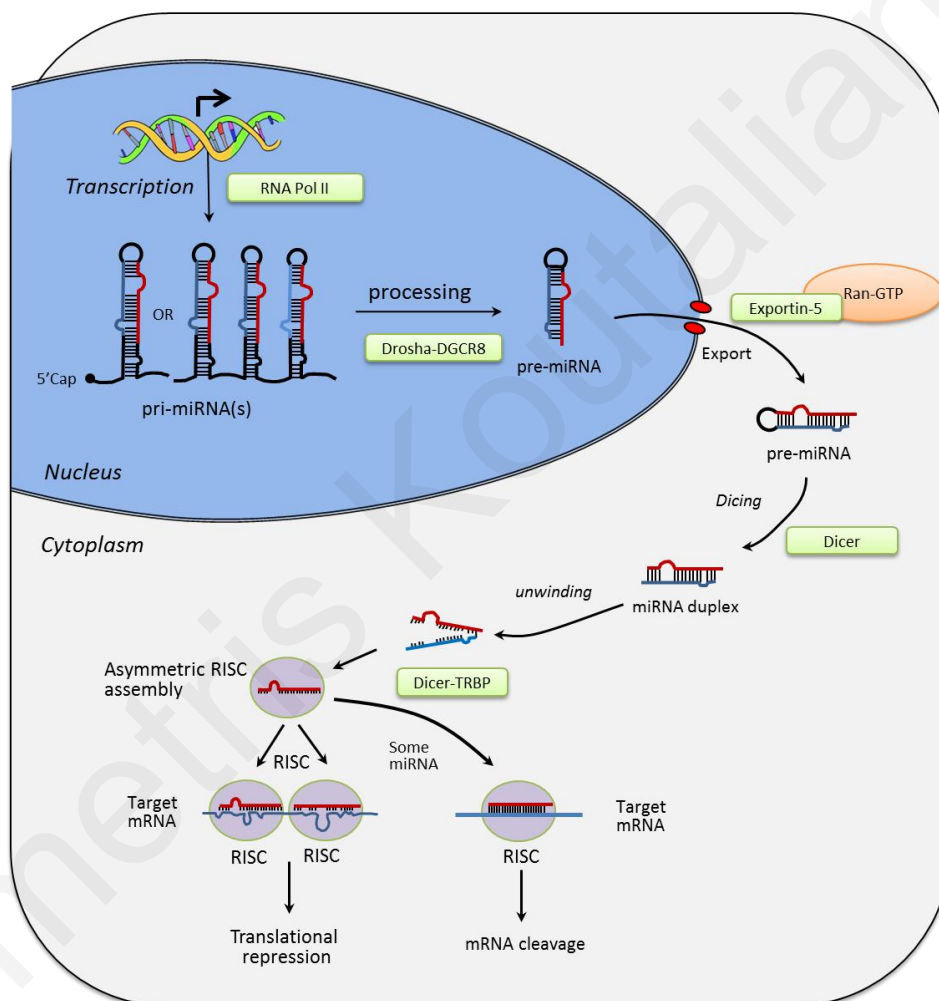 Transcription
RNA Pol II
OR
processing
Drosha-DGCR8
5'Cap
pri-miRNA(s)
pre-miRNA
Exportin-5
Ran-GTP
Export
Nucleus
pre-miRNA
Cytoplasm
Dicing
Dicer
miRNA duplex
unwinding
Dicer-TRBP
Asymmetric RISC
assembly
RISC
Some
miRNA
Target
mRNA
Target
mRNA
RISC
RISC
RISC
Translational
repression
mRNA cleavage
metris Koutalian